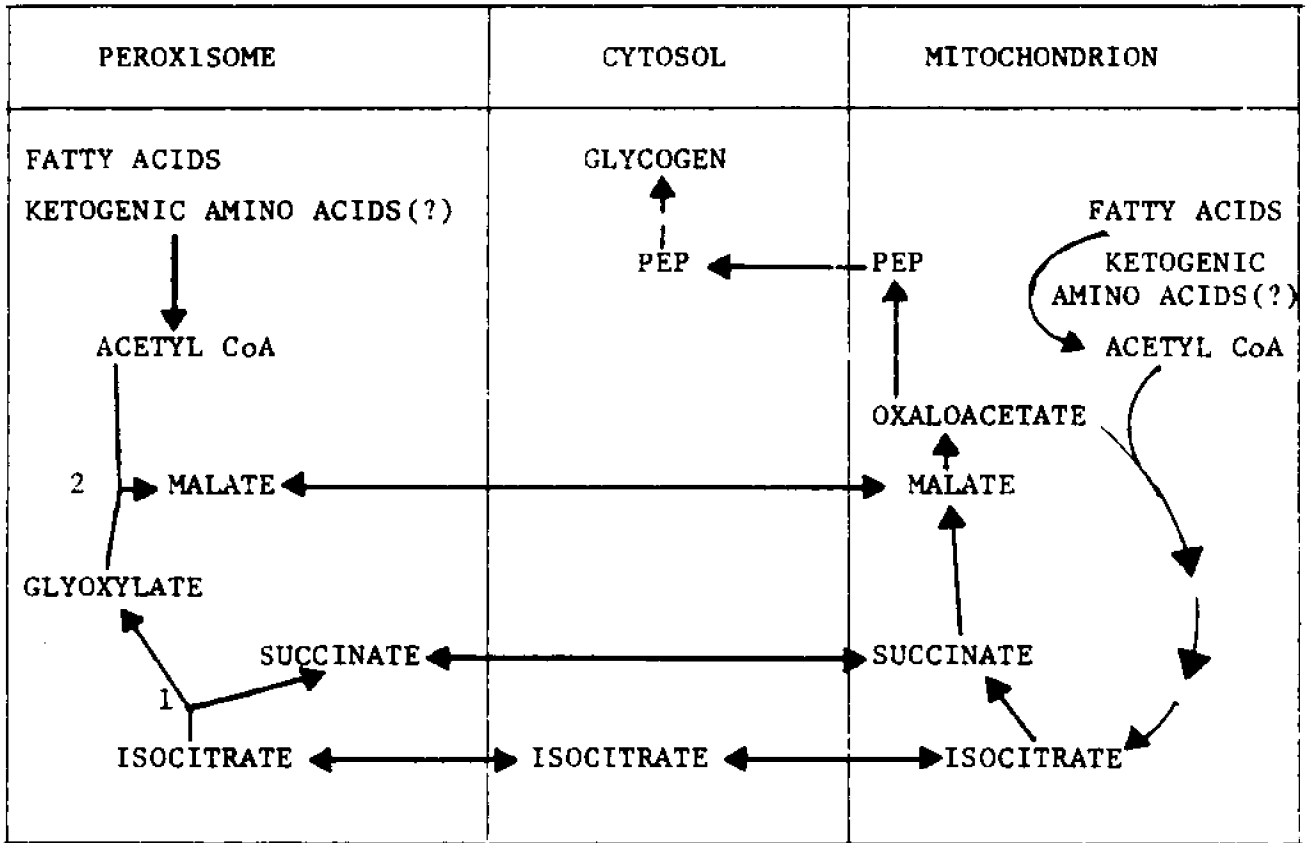 PEROXISOME
CYTOSOL
MITOCHONDRION
FATTY ACIDS
KETOGENIC AMINO ACIDS(?)
ACETYL CoA
2
MALATE
GLYOXYLATE
SUCCINATE
1
ISOCITRATE
GLYCOGEN
PEP
ISOCITRATE
PEP
FATTY ACIDS
KETOGENIC
AMINO ACIDS(?)
ACETYL CoA
OXALOACETATE
MALATE
SUCCINATE
ISOCITRATE